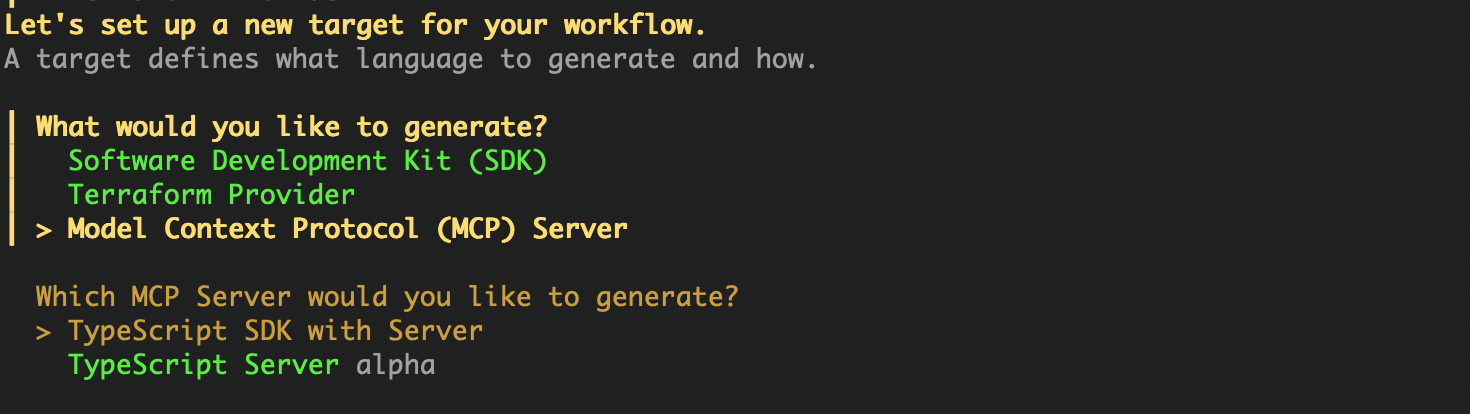 Let's set up a new target for your workflow.
A target defines what language to generate and how.
What would you like to generate?
Software Development Kit (SDK)
Terraform Provider
> Model Context Protocol (MCP) Server
Which MCP Server would you like to generate?
> TypeScript SDK with Server
TypeScript Server alpha